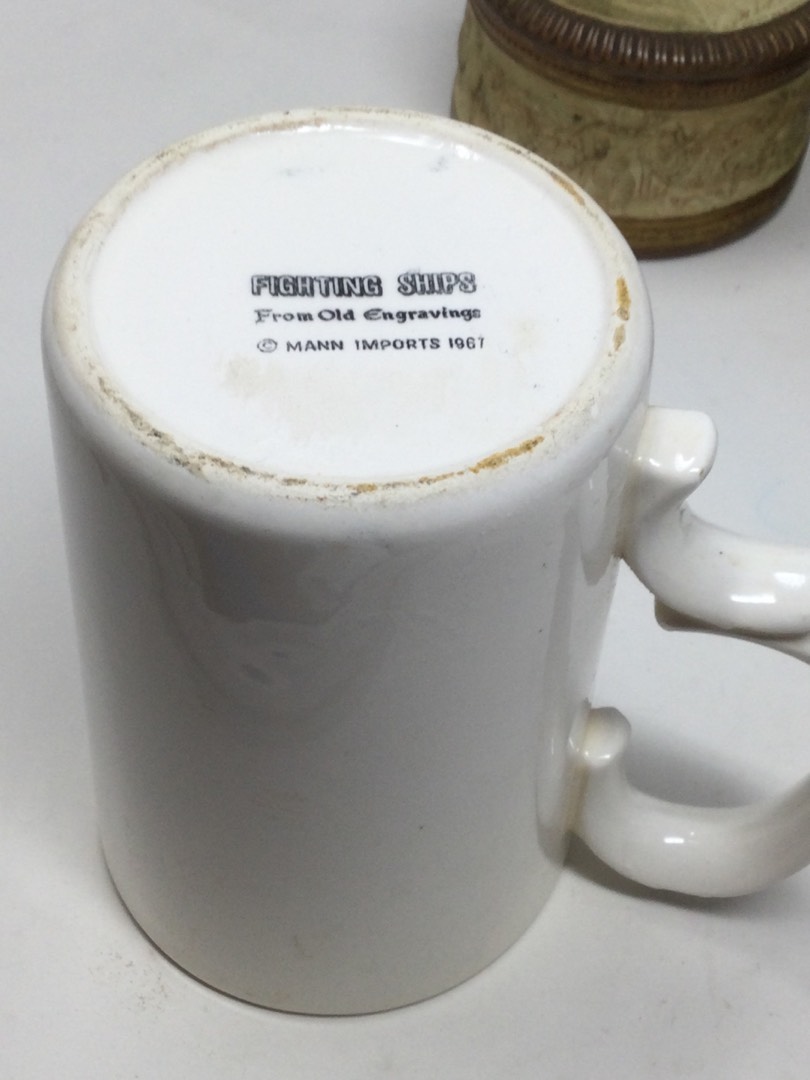 FIGHTING SHIPS
From Old Engravings
© MANN IMPORTS 1967